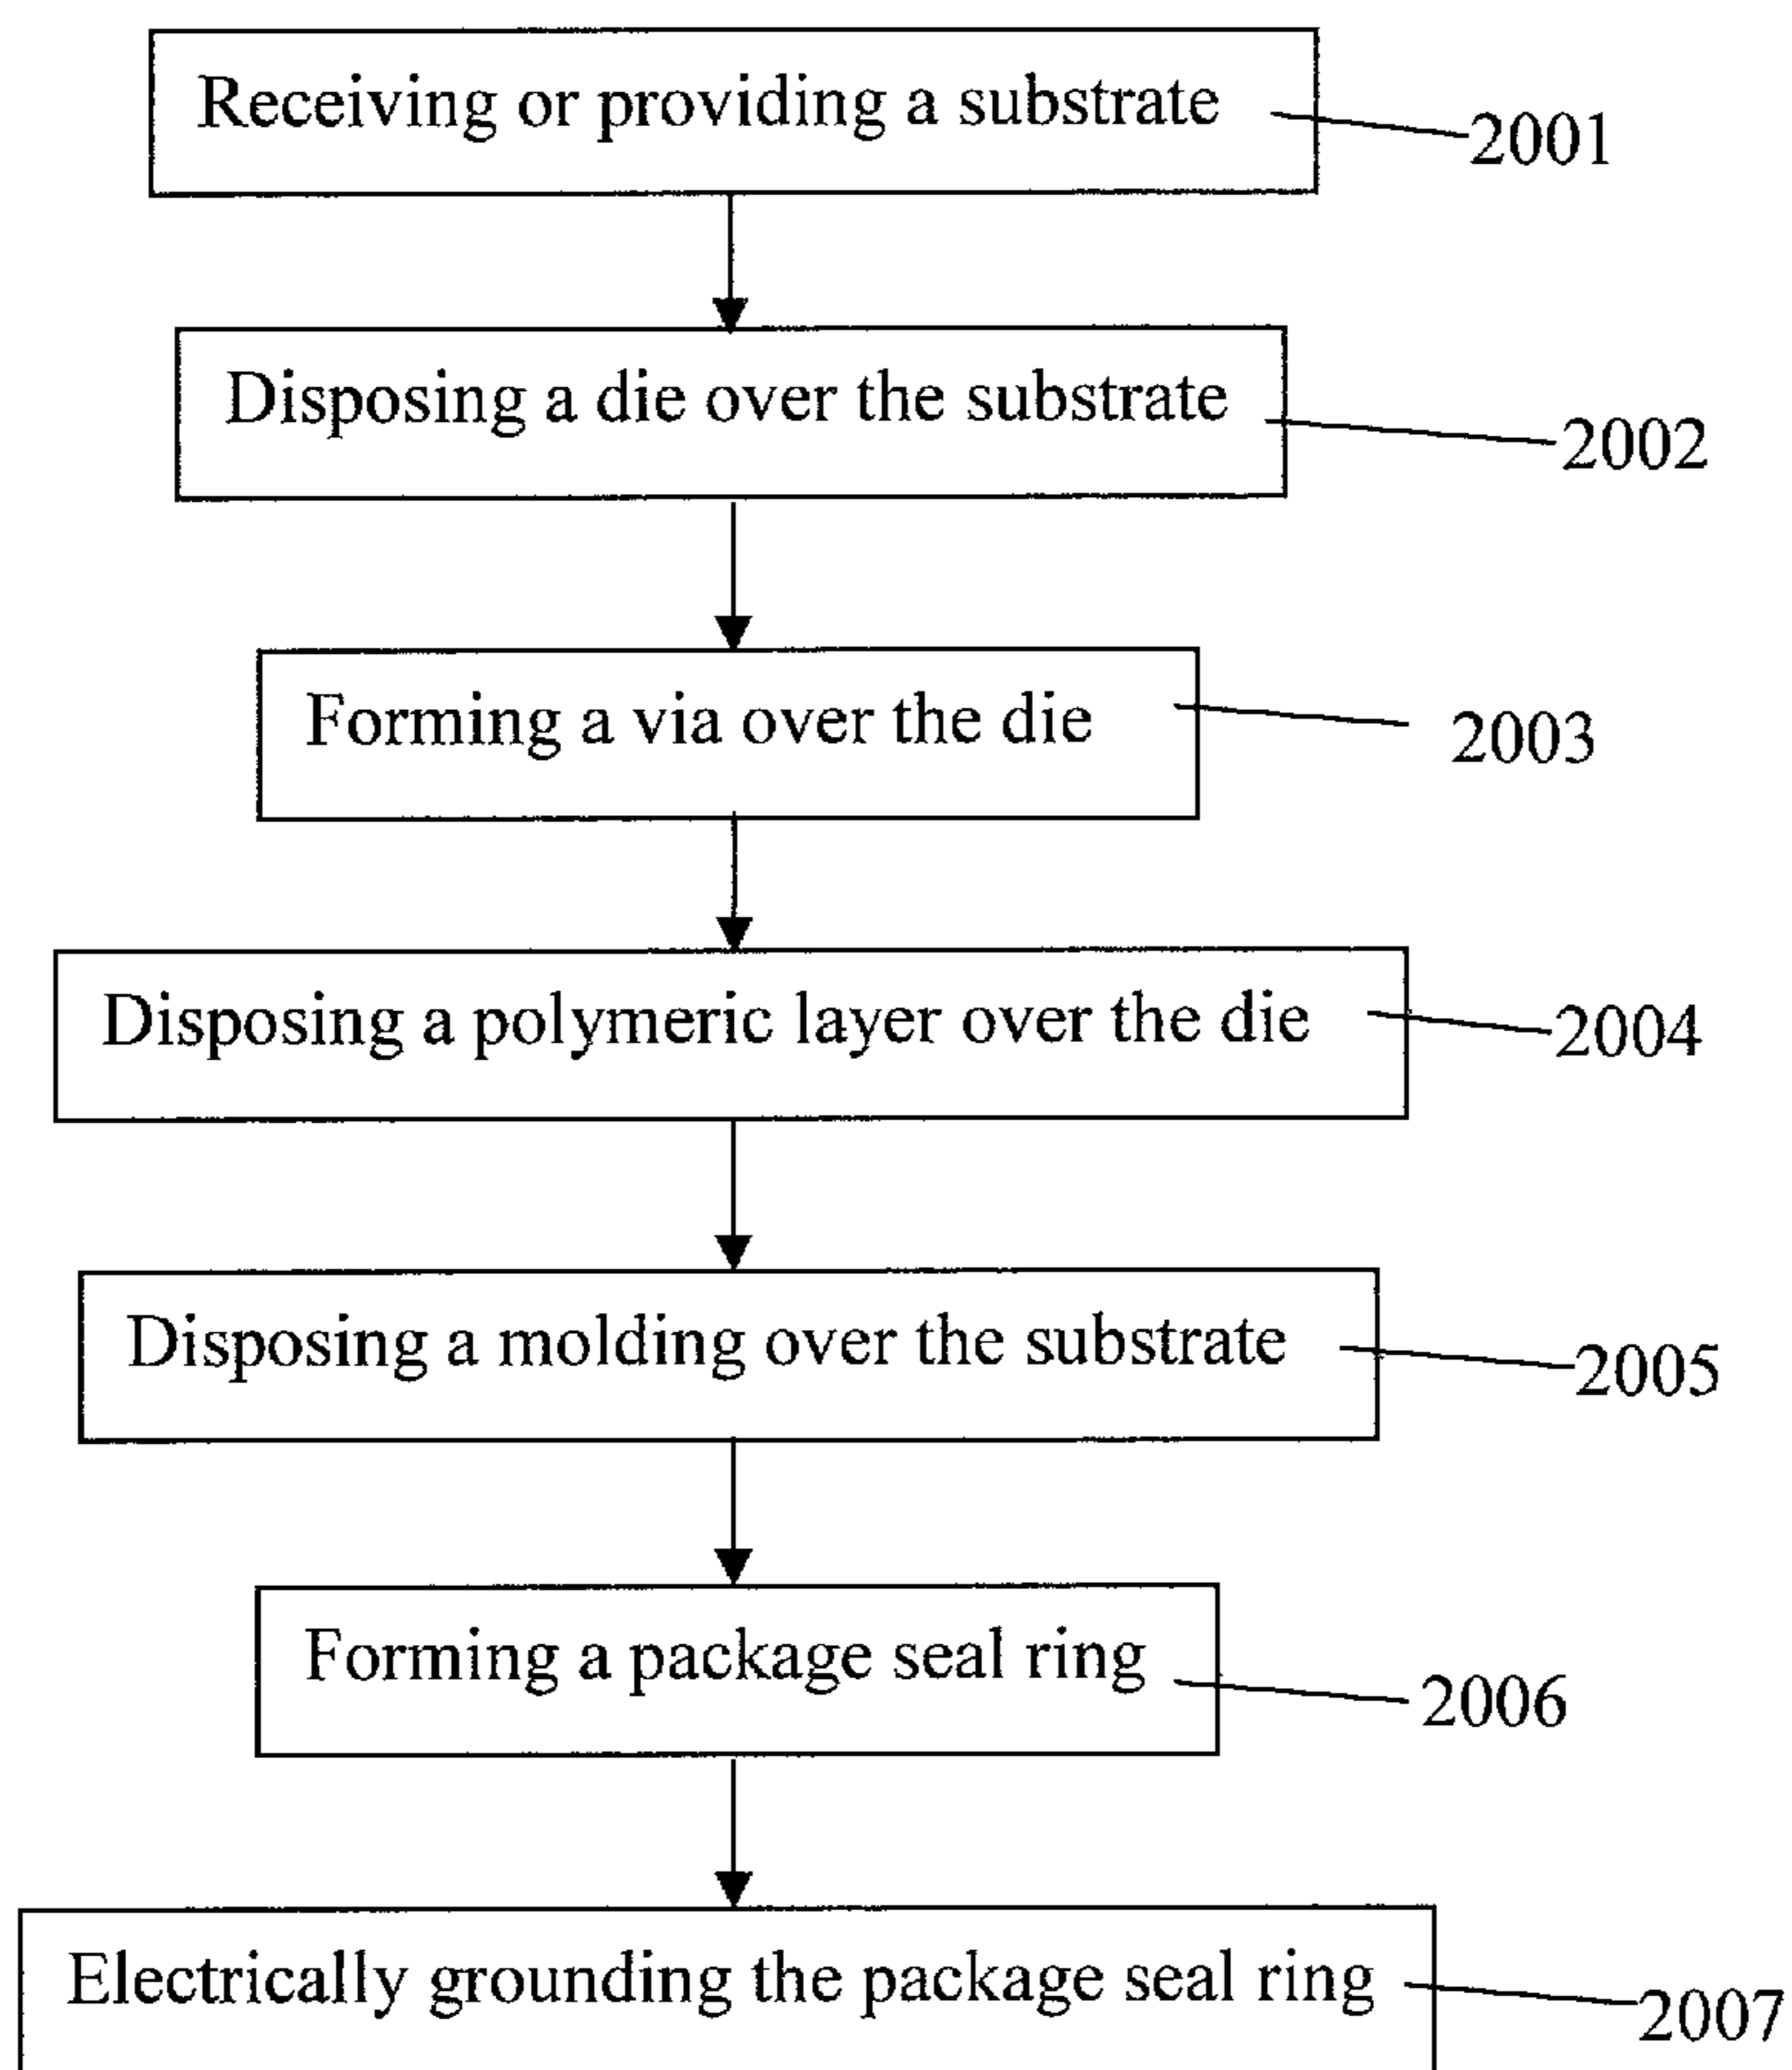 Receiving or providing a substrate
2001
Disposing a die over the substrate
2002
Forming a via over the die
2003
Disposing a polymeric layer over the die
2004
Disposing a molding over the substrate
2005
Forming a package seal ring
2006
Electrically grounding the package seal ring
2007